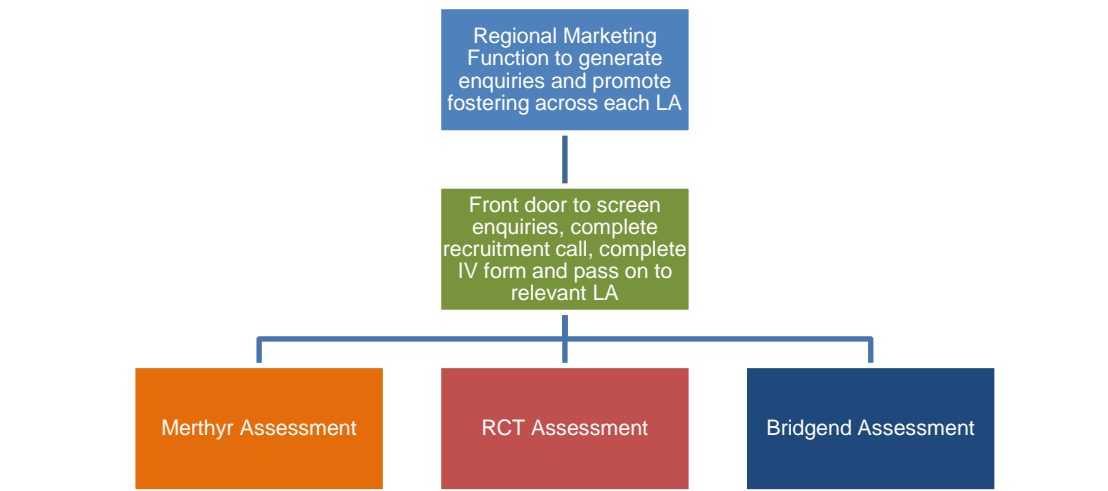 Regional Marketing
Function to generate
enquiries and promote
fostering across each LA
Front door to screen
enquiries, complete
recruitment call, complete
IV form and pass on to
relevant LA
Merthyr Assessment
RCT Assessment
Bridgend Assessment